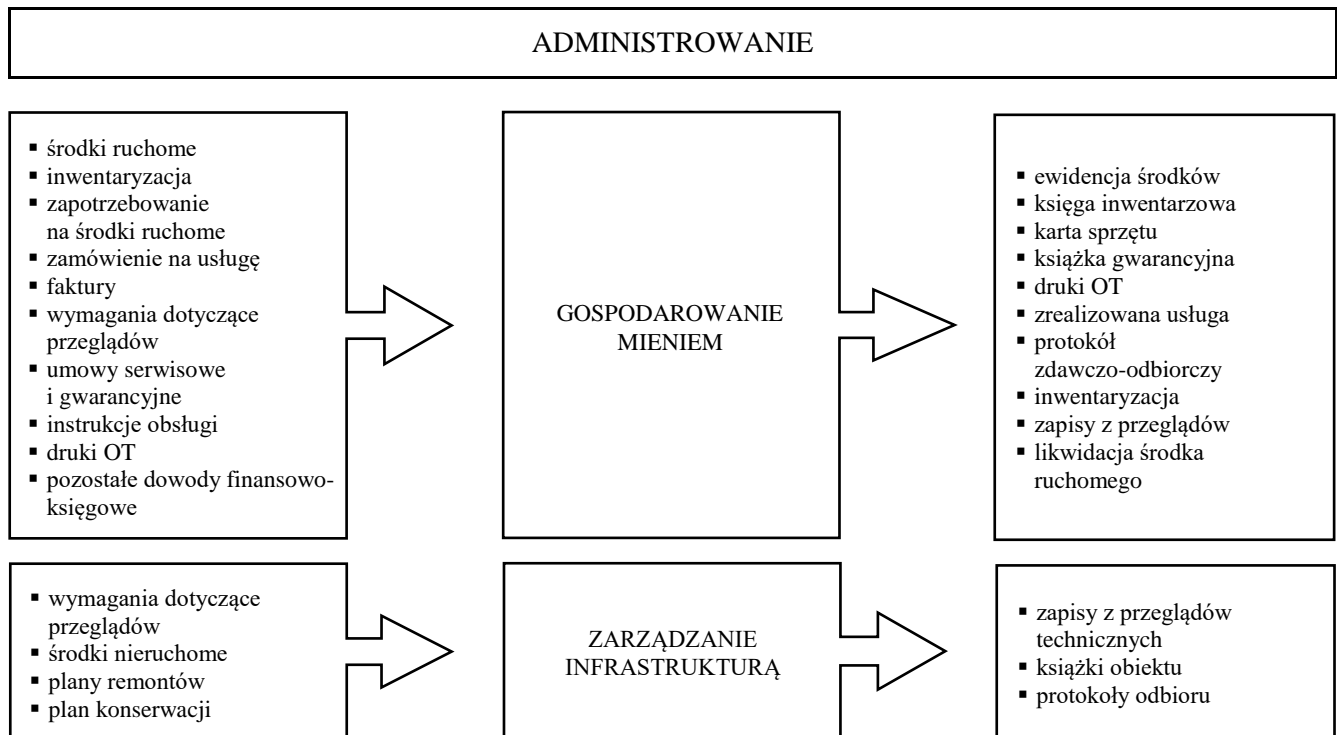 ADMINISTROWANIE
▪ środki ruchome
▪ inwentaryzacja
▪ zapotrzebowanie
na środki ruchome
▪ zamówienie na usługę
▪ faktury
▪ wymagania dotyczące
przeglądów
▪ umowy serwisowe
i gwarancyjne
▪ instrukcje obsługi
▪ druki OT
▪ pozostałe dowody finansowo-
księgowe
GOSPODAROWANIE
MIENIEM
▪ ewidencja środków
▪ księga inwentarzowa
▪ karta sprzętu
▪ książka gwarancyjna
▪ druki OT
▪ zrealizowana usługa
▪ protokół
zdawczo-odbiorczy
▪ inwentaryzacja
▪ zapisy z przeglądów
▪ likwidacja środka
ruchomego
▪ wymagania dotyczące
przeglądów
▪ środki nieruchome
▪ plany remontów
▪ plan konserwacji
ZARZĄDZANIE
INFRASTRUKTURĄ
▪ zapisy z przeglądów
technicznych
▪ książki obiektu
▪ protokoły odbioru